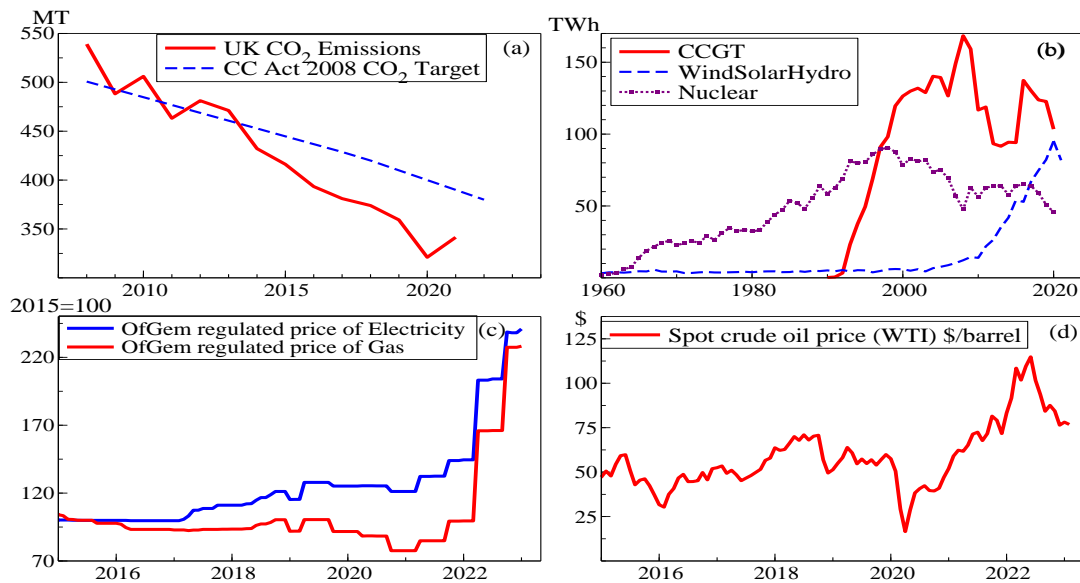 MT
550
500
450
400
350
2010
2015
2020
UK CO2 Emissions
CC Act 2008 CO2 Target
(a)
TWh
150
100
50
1960
1980
2000
2020
CCGT
WindSolarHydro
Nuclear
(b)
2015=100
220
170
120
70
2016
2018
2020
2022
OfGem regulated price of Electricity
OfGem regulated price of Gas
(c)
$
125
100
75
50
25
2016
2018
2020
2022
Spot crude oil price (WTI) $/barrel
(d)